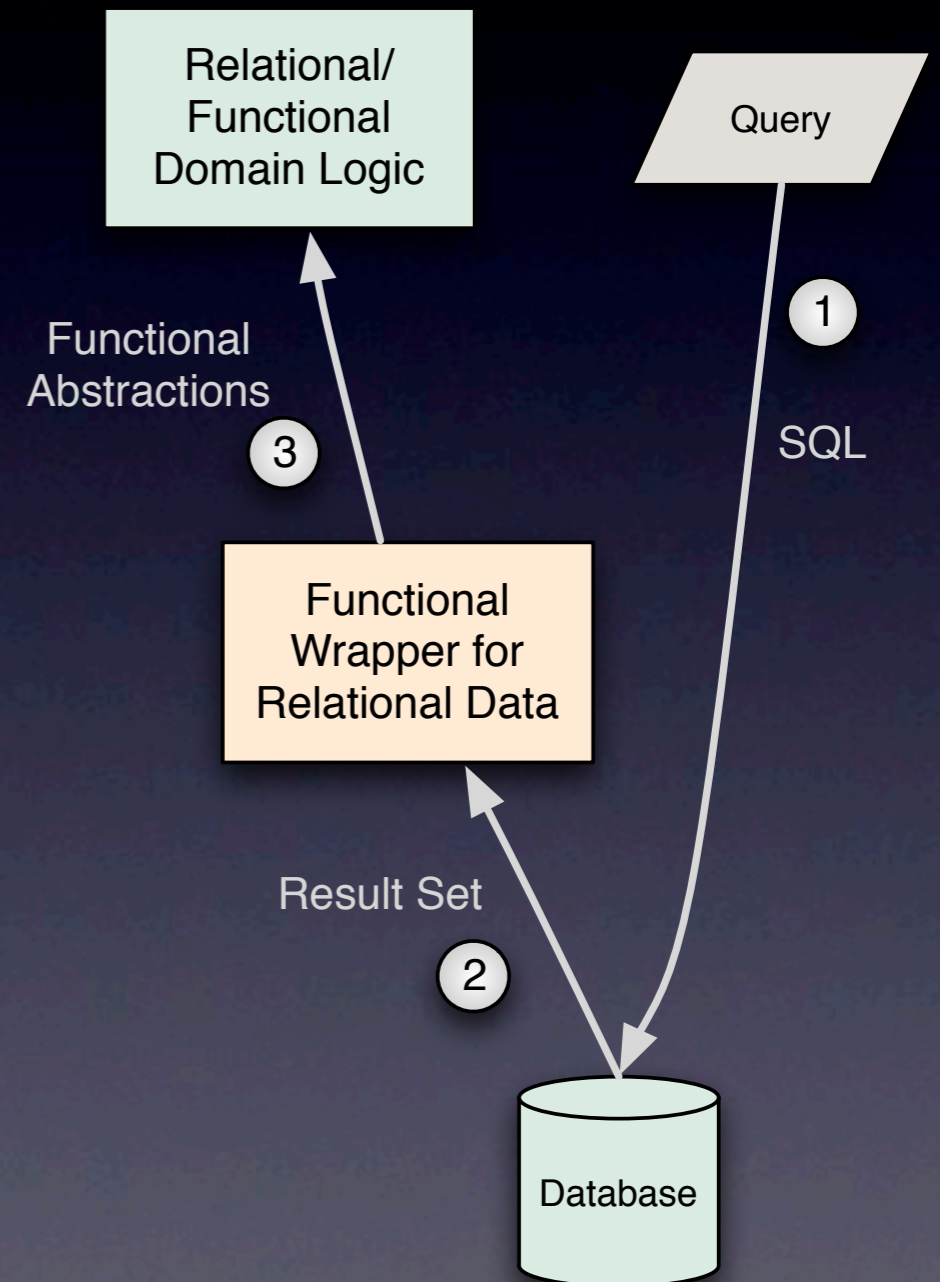 Relational/
Functional
Domain Logic
Query
1
SQL
Functional
Abstractions
3
Functional
Wrapper for
Relational Data
Result Set
2
Database